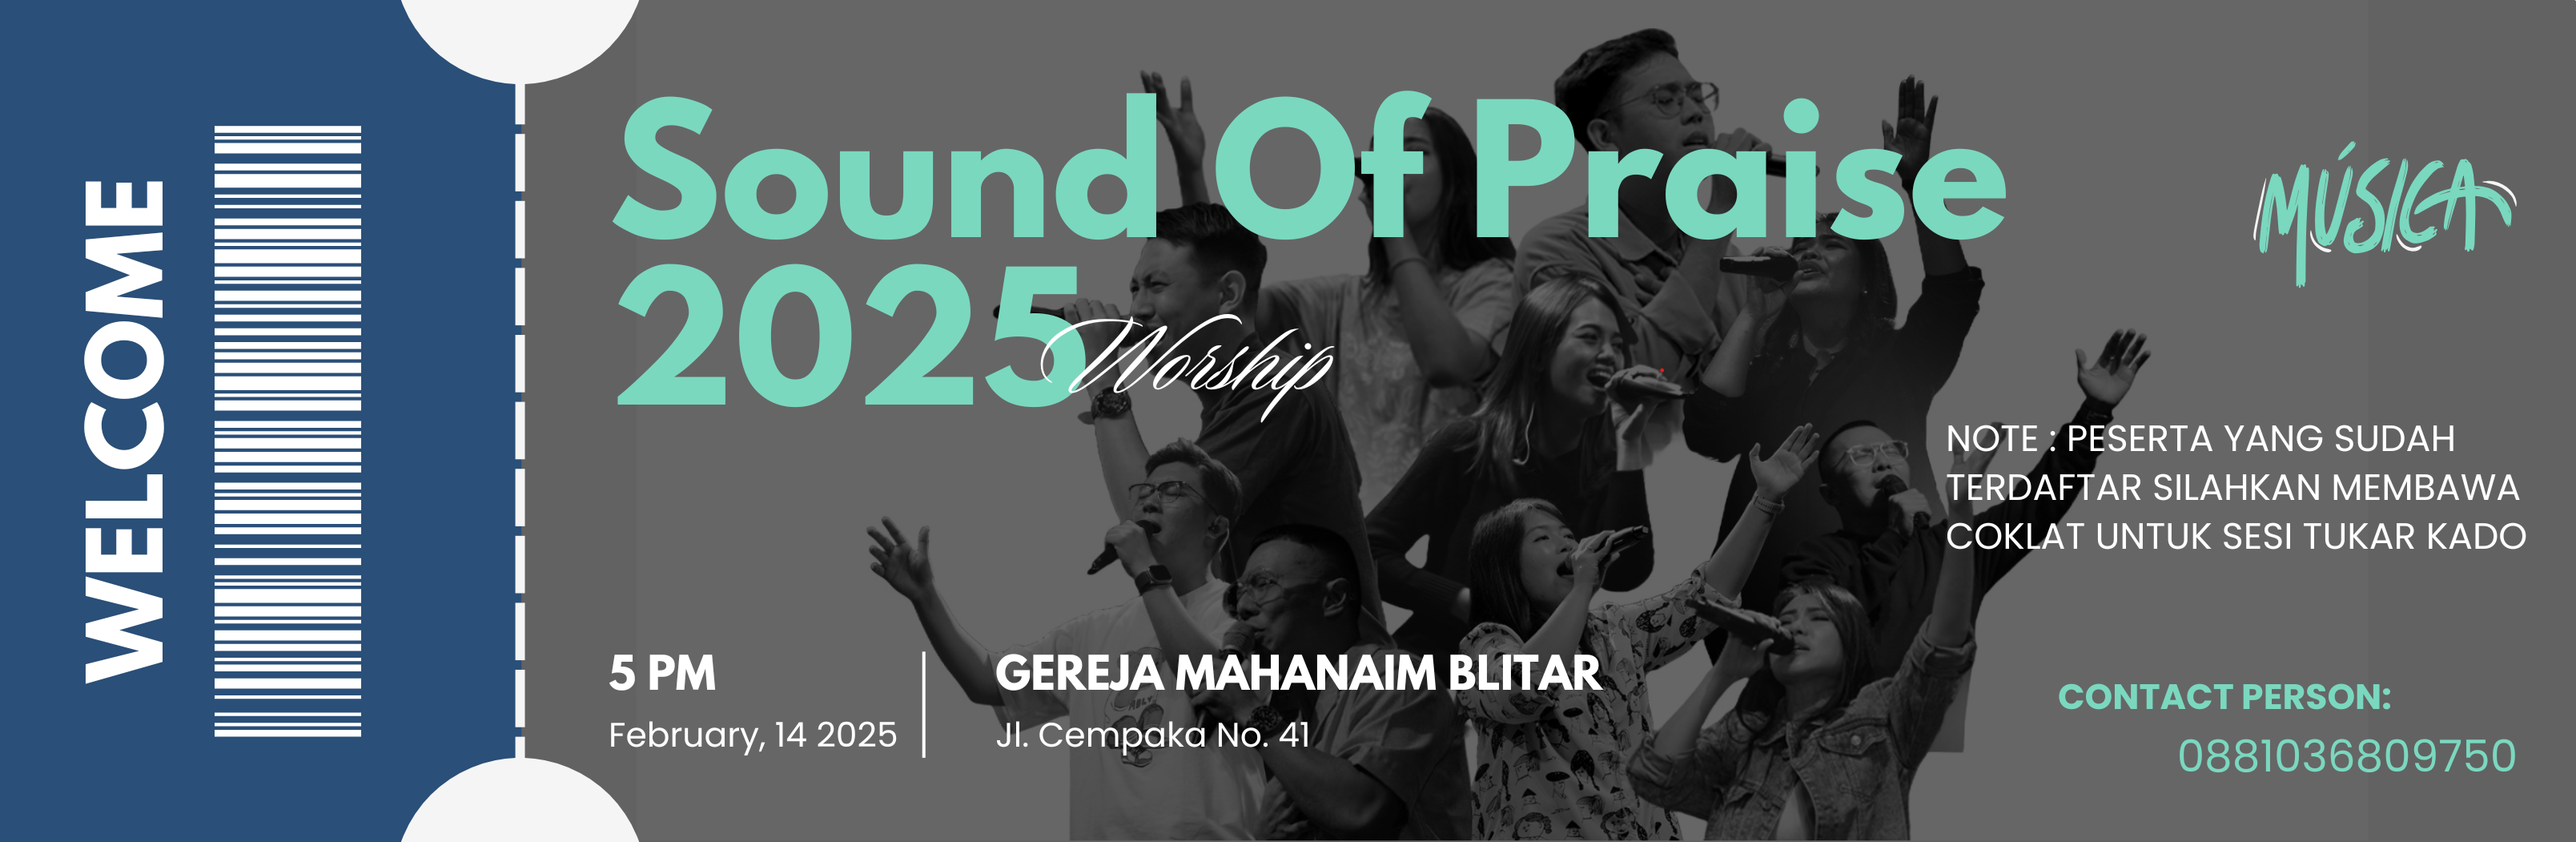 WELCOME
Sound Of Praise
2025
Worship
MÚSICA
NOTE : PESERTA YANG SUDAH
TERDAFTAR SILAHKAN MEMBAWA
COKLAT UNTUK SESI TUKAR KADO
5 PM
February, 14 2025
GEREJA MAHANAIM BLITAR
Jl. Cempaka No. 41
CONTACT PERSON:
0881036809750